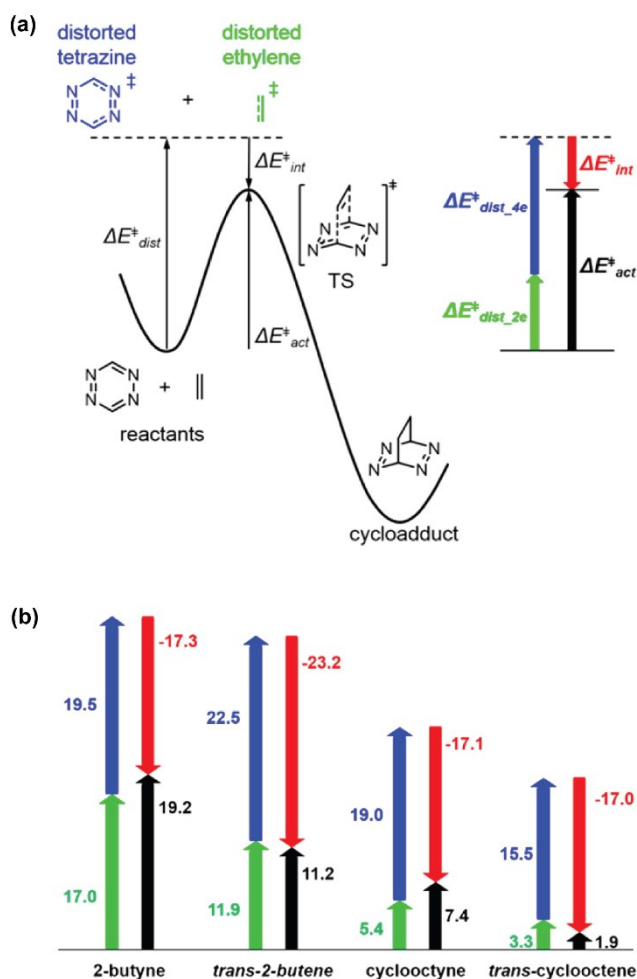 (a)
distorted
tetrazine
distorted
ethylene
N N N N ‡
+
‡
ΔE‡int
ΔE‡dist
ΔE‡act
N N N N ‡
TS
N N N N
+
reactants
N N N N
cycloadduct
ΔE‡dist_4e
ΔE‡dist_2e
ΔE‡int
ΔE‡act
(b)
19.5
17.0
-17.3
19.2
2-butyne
22.5
11.9
-23.2
11.2
trans-2-butene
19.0
5.4
-17.1
7.4
cyclooctyne
15.5
3.3
-17.0
1.9
trans-cyclooctene